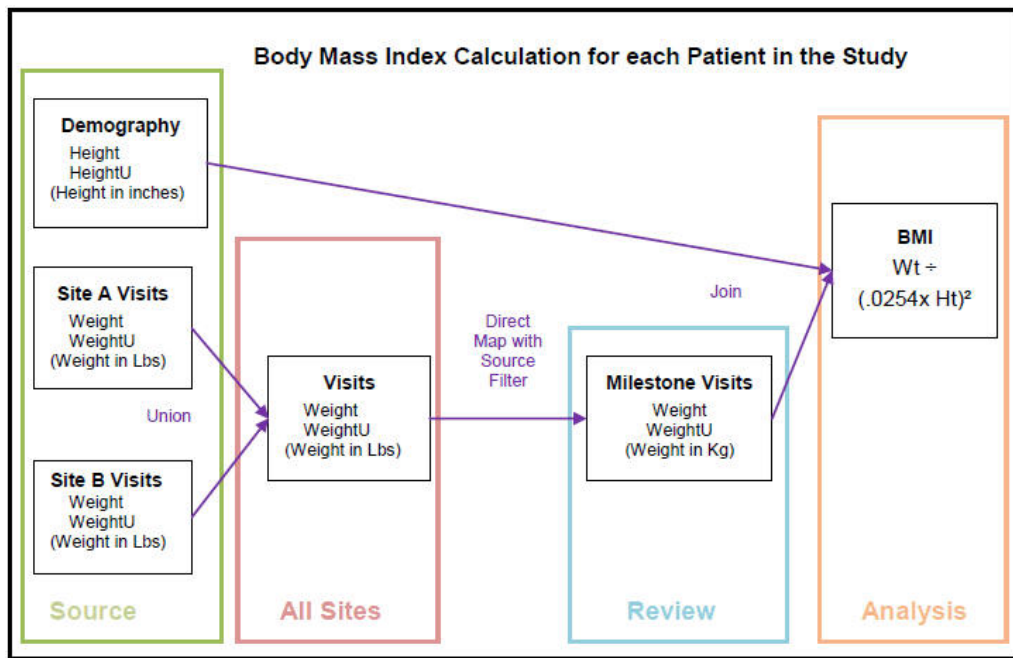 Body Mass Index Calculation for each Patient in the Study
Demography
Height
HeightU
(Height in inches)
Site A Visits
Weight
WeightU
(Weight in Lbs)
Union
Site B Visits
Weight
WeightU
(Weight in Lbs)
Source
Visits
Weight
WeightU
(Weight in Lbs)
All Sites
Direct
Map with
Source
Filter
Milestone Visits
Weight
WeightU
(Weight in Kg)
Review
Join
BMI
Wt ÷
(.0254x Ht)²
Analysis